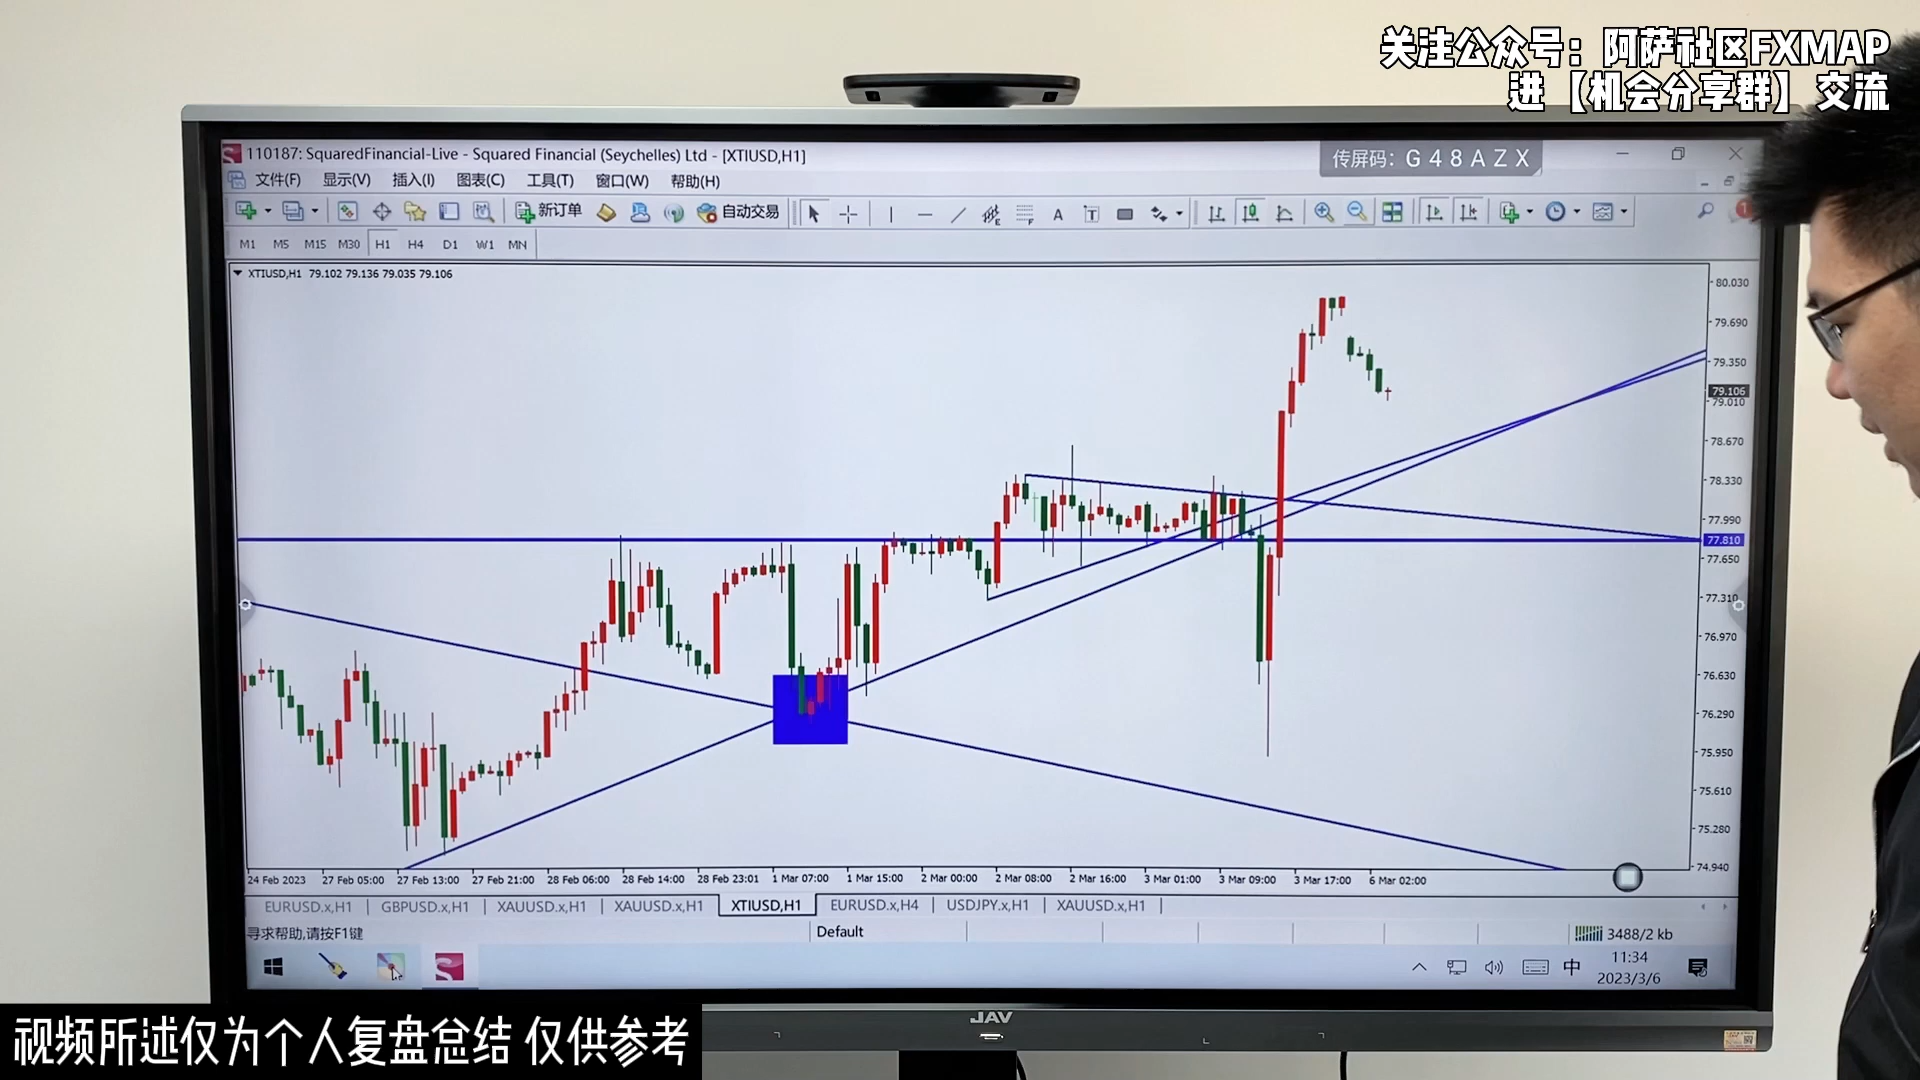 关注公众号：阿萨社区FXMAP
进【机会分享群】交流
110187: SquaredFinancial-Live - Squared Financial (Seychelles) Ltd - [XTIUSD,H1]
传屏码：G48AZX
文件(F) 显示(V) 插入(I) 图表(C) 工具(T) 窗口(W) 帮助(H)
新订单 自动交易
M1 M5 M15 M30 H1 H4 D1 W1 MN
XTIUSD,H1 79.102 79.136 79.035 79.106
80.030
79.690
79.350
79.106
79.010
78.670
78.330
77.990
77.810
77.650
77.310
76.970
76.630
76.290
75.950
75.610
75.280
74.940
24 Feb 2023 27 Feb 05:00 27 Feb 13:00 27 Feb 21:00 28 Feb 06:00 28 Feb 14:00 28 Feb 23:01 1 Mar 07:00 1 Mar 15:00 2 Mar 00:00 2 Mar 08:00 2 Mar 16:00 3 Mar 01:00 3 Mar 09:00 3 Mar 17:00 6 Mar 02:00
EURUSD.x,H1 GBPUSD.x,H1 XAUUSD.x,H1 XAUUSD.x,H1 XTIUSD,H1 EURUSD.x,H4 USDJPY.x,H1 XAUUSD.x,H1
寻求帮助,请按F1键 Default 3488/2 kb
中 11:34
2023/3/6
JAV
视频所述仅为个人复盘总结 仅供参考